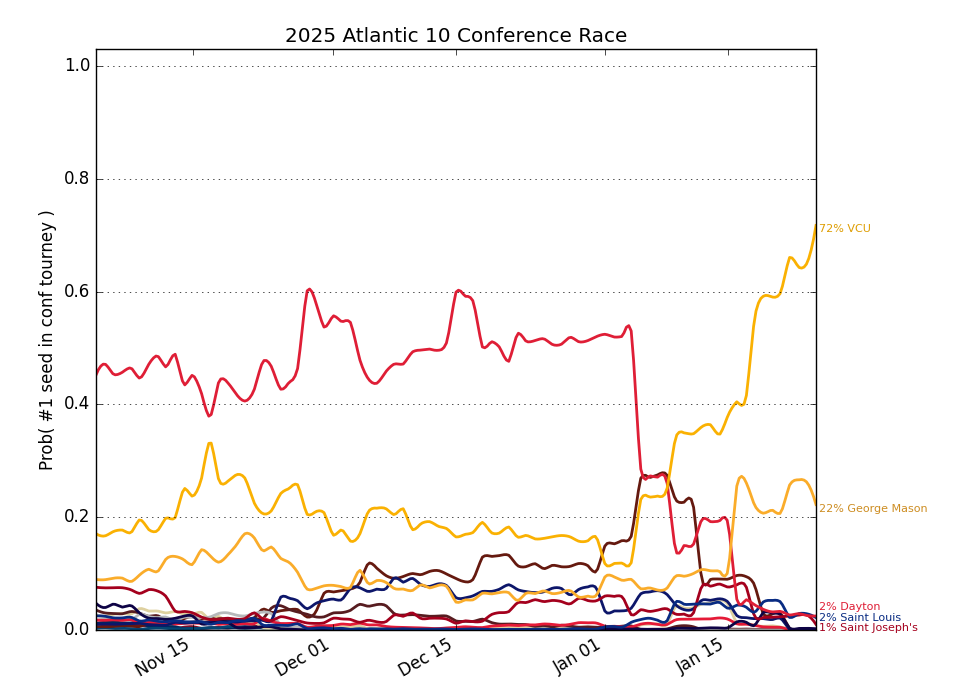 2025 Atlantic 10 Conference Race
Prob( #1 seed in conf tourney )
1.0
0.8
0.6
0.4
0.2
0.0
Nov 15
Dec 01
Dec 15
Jan 01
Jan 15
72% VCU
22% George Mason
2% Dayton
2% Saint Louis
1% Saint Joseph's